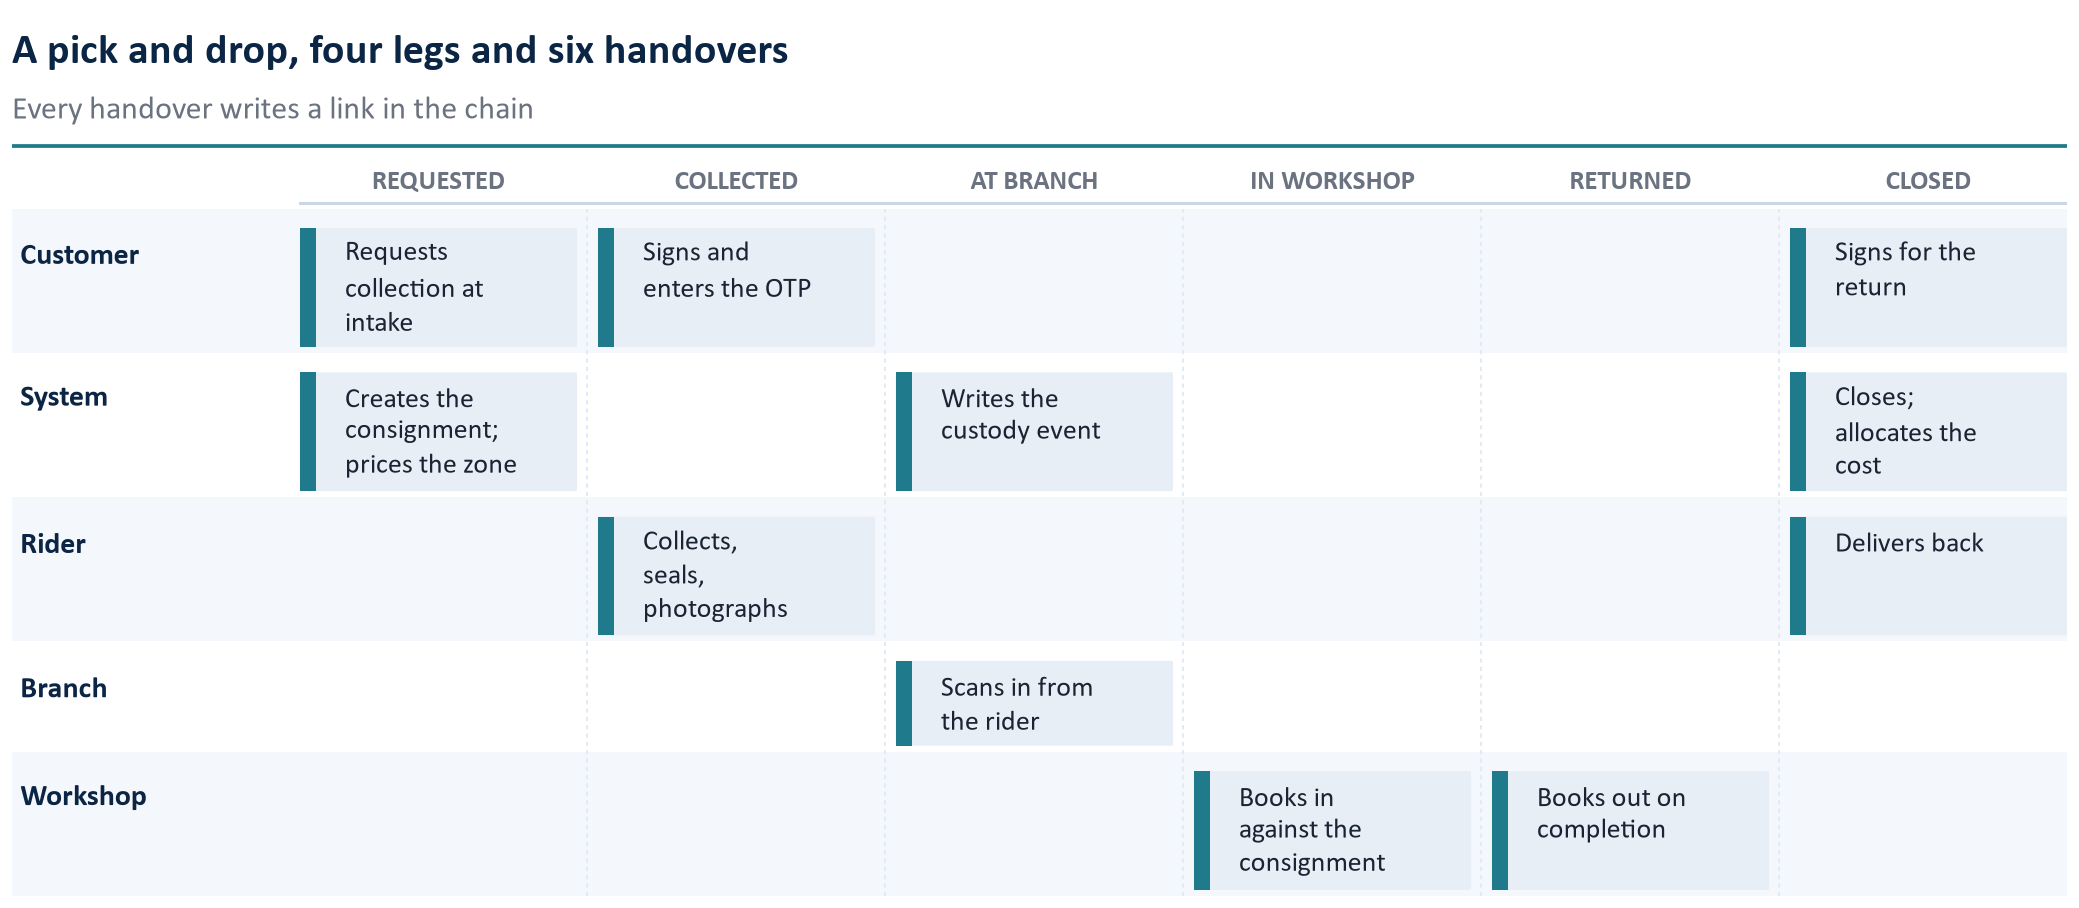 A pick and drop, four legs and six handovers
Every handover writes a link in the chain
REQUESTED
COLLECTED
AT BRANCH
IN WORKSHOP
RETURNED
CLOSED
Customer
Requests
collection at
intake
Signs and
enters the OTP
Signs for the
return
System
Creates the
consignment;
prices the zone
Writes the
custody event
Closes;
allocates the
cost
Rider
Collects,
seals,
photographs
Delivers back
Branch
Scans in from
the rider
Workshop
Books in
against the
consignment
Books out on
completion